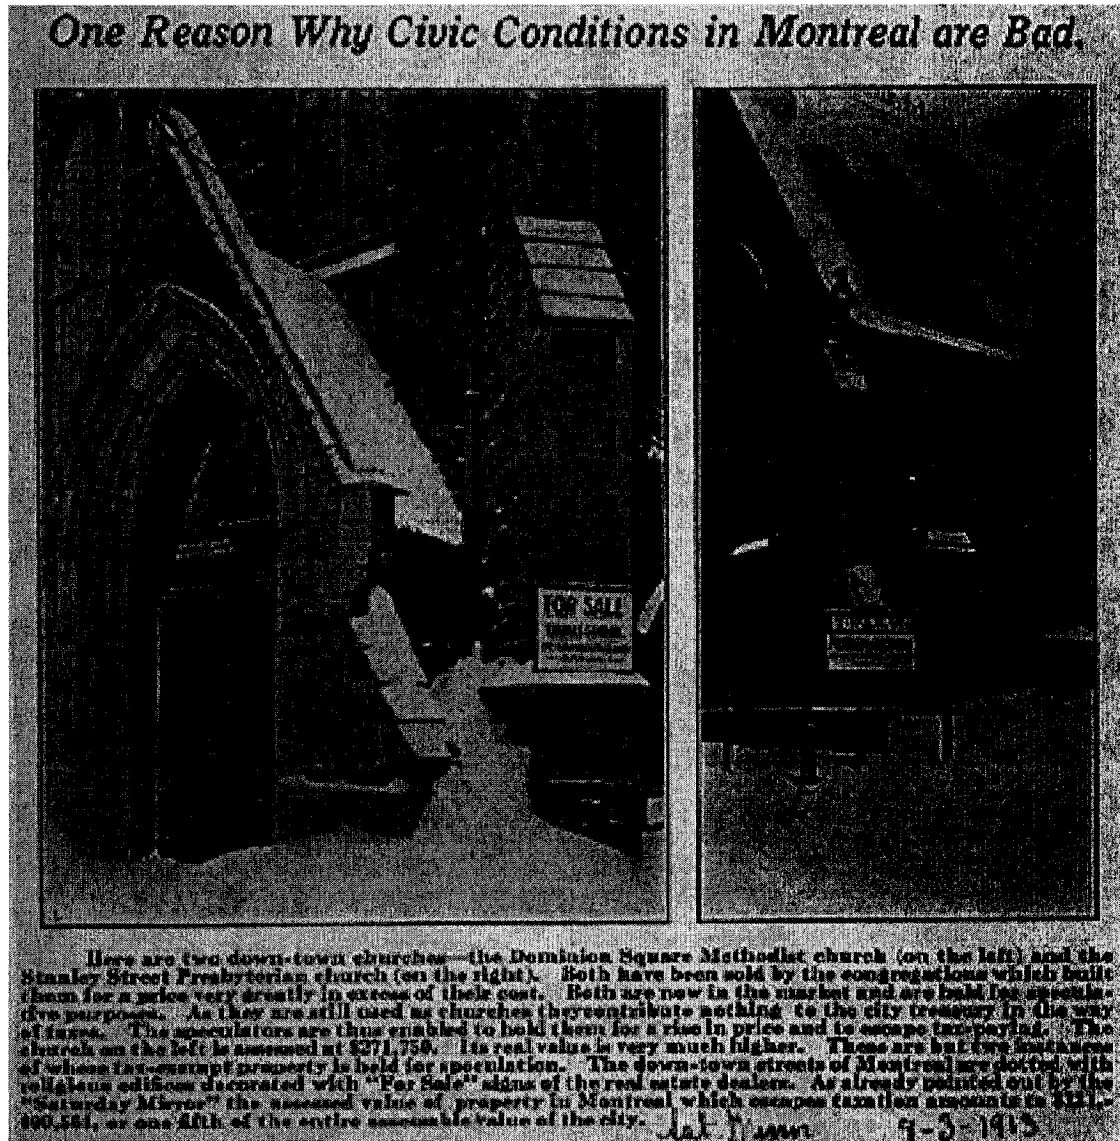 One Reason Why Civic Conditions in Montreal are Bad.
FOR SALE
FOR SALE
Here are two down-town churches—the Dominion Square Methodist church (on the left) and the
Stanley Street Presbyterian church (on the right). Both have been sold by the congregations which built
them for a price very greatly in excess of their cost. Both are now in the market and are held for specula-
tive purposes. As they are still used as churches they contribute nothing to the city treasury in the way
of taxes. The speculators are thus enabled to hold them for a rise in price and to escape tax-paying. The
church on the left is assessed at $271,750. Its real value is very much higher. These are but two instances
of where tax-exempt property is held for speculation. The down-town streets of Montreal are dotted with
religious edifices decorated with "For Sale" signs of the real estate dealers. As already pointed out by the
"Saturday Mirror" the assessed value of property in Montreal which escapes taxation amounts to
or one fifth of the entire assessable value of the city.
1913